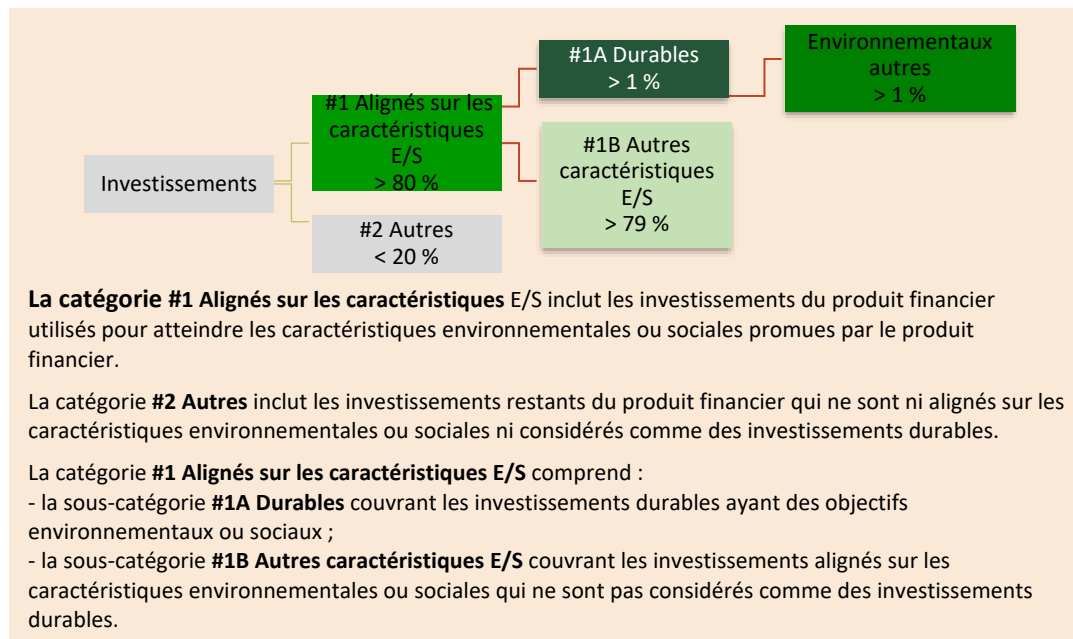 Investissements
#1 Alignés sur les
caractéristiques
E/S
> 80 %
#2 Autres
< 20 %
#1A Durables
> 1 %
#1B Autres
caractéristiques
E/S
> 79 %
Environnementaux
autres
> 1 %
La catégorie #1 Alignés sur les caractéristiques E/S inclut les investissements du produit financier
utilisés pour atteindre les caractéristiques environnementales ou sociales promues par le produit
financier.
La catégorie #2 Autres inclut les investissements restants du produit financier qui ne sont ni alignés sur les
caractéristiques environnementales ou sociales ni considérés comme des investissements durables.
La catégorie #1 Alignés sur les caractéristiques E/S comprend :
- la sous-catégorie #1A Durables couvrant les investissements durables ayant des objectifs
environnementaux ou sociaux ;
- la sous-catégorie #1B Autres caractéristiques E/S couvrant les investissements alignés sur les
caractéristiques environnementales ou sociales qui ne sont pas considérés comme des investissements
durables.